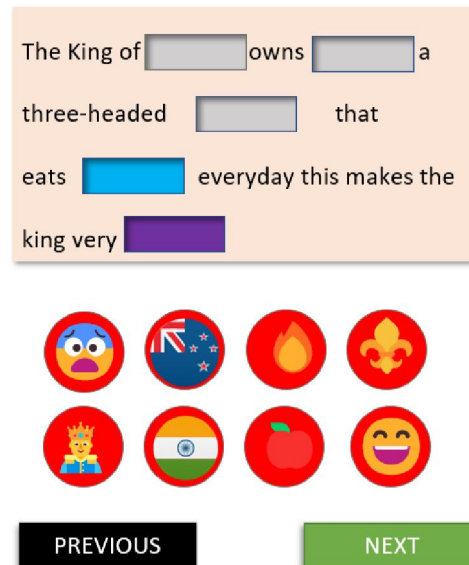 The King of owns a
three-headed that
eats everyday this makes the
king very
PREVIOUS NEXT